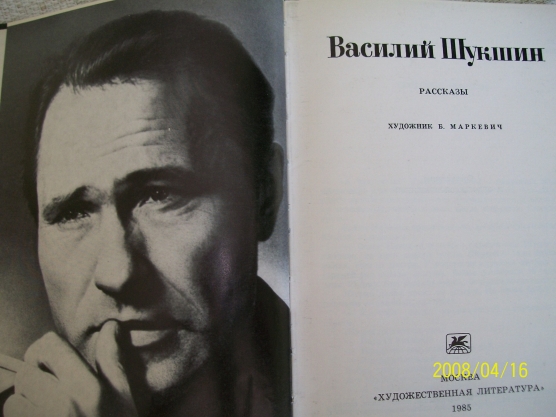 Василий Шукшин
РАССКАЗЫ
ХУДОЖНИК Б. МАРКЕВИЧ
2008/04/16
МОСКВА
«ХУДОЖЕСТВЕННАЯ ЛИТЕРАТУРА»
1985